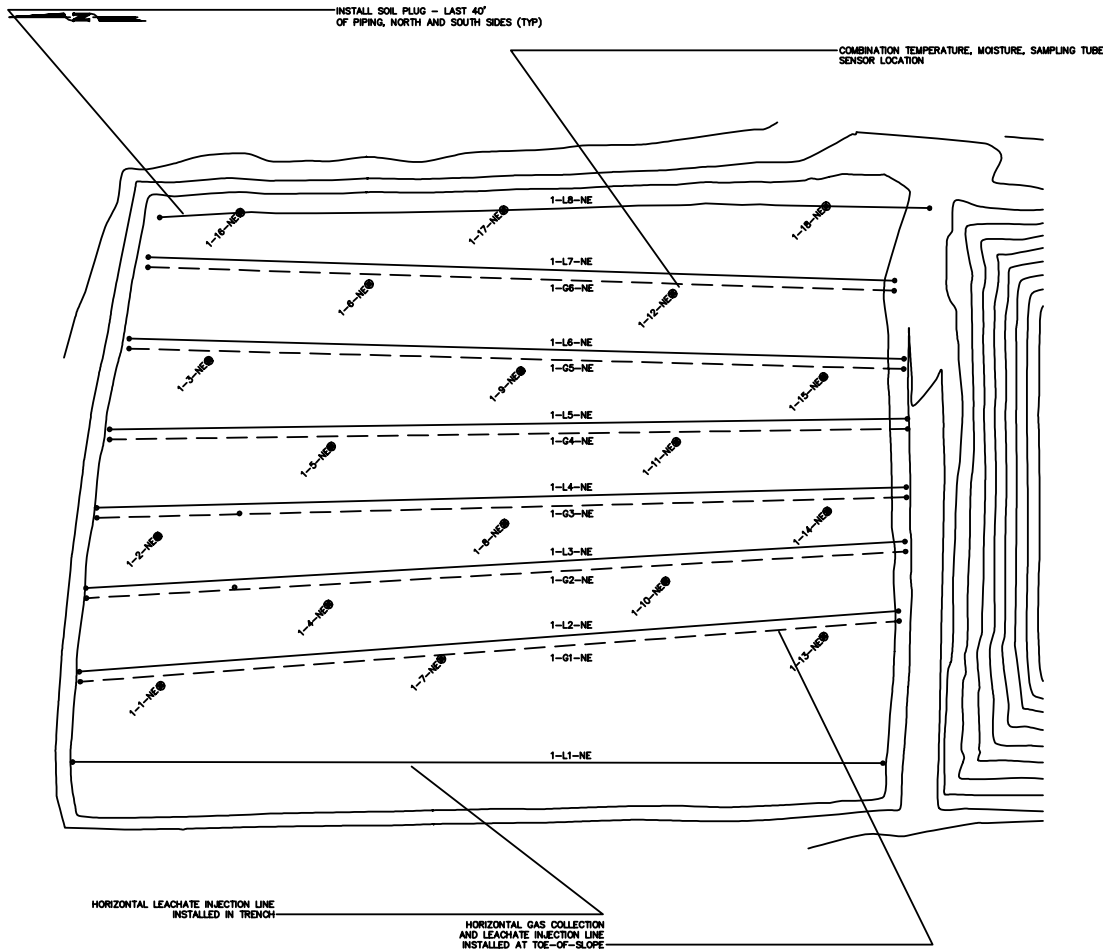 INSTALL SOIL PLUG - LAST 40'
OF PIPING, NORTH AND SOUTH SIDES (TYP)
N
COMBINATION TEMPERATURE, MOISTURE, SAMPLING TUBE
SENSOR LOCATION
1-L8-NE
1-16-NE
1-17-NE
1-18-NE
1-L7-NE
1-G6-NE
1-6-NE
1-12-NE
1-L6-NE
1-G5-NE
1-3-NE
1-9-NE
1-15-NE
1-L5-NE
1-G4-NE
1-5-NE
1-11-NE
1-L4-NE
1-G3-NE
1-2-NE
1-8-NE
1-14-NE
1-L3-NE
1-G2-NE
1-4-NE
1-10-NE
1-L2-NE
1-G1-NE
1-1-NE
1-7-NE
1-13-NE
1-L1-NE
HORIZONTAL LEACHATE INJECTION LINE
INSTALLED IN TRENCH
HORIZONTAL GAS COLLECTION
AND LEACHATE INJECTION LINE
INSTALLED AT TOE-OF-SLOPE